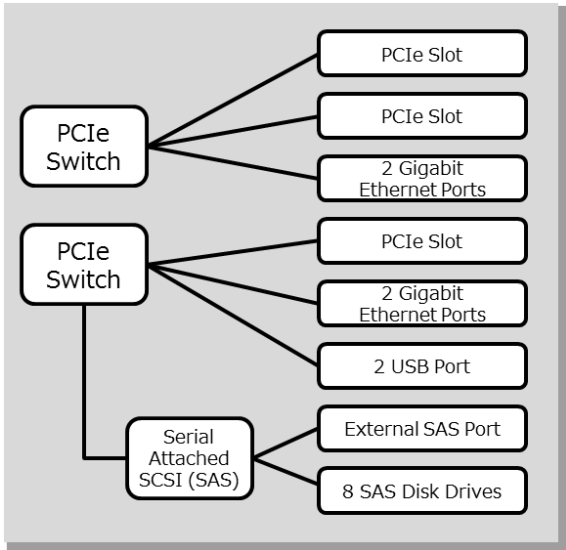 PCIe
Switch
PCIe Slot
PCIe Slot
2 Gigabit
Ethernet Ports
PCIe
Switch
PCIe Slot
2 Gigabit
Ethernet Ports
2 USB Port
Serial
Attached
SCSI (SAS)
External SAS Port
8 SAS Disk Drives